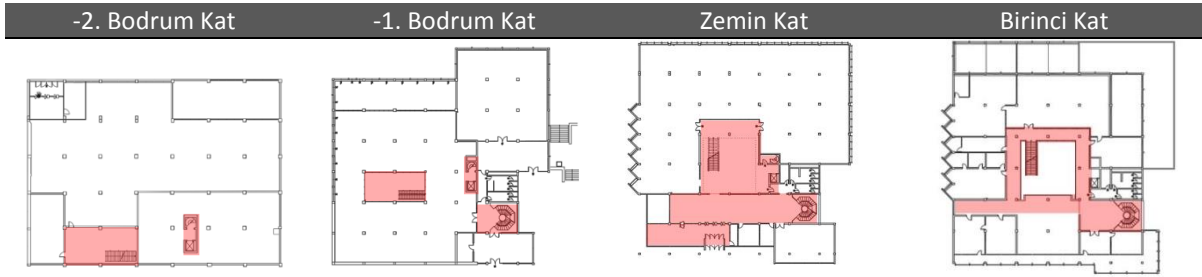 -2. Bodrum Kat
-1. Bodrum Kat
Zemin Kat
Birinci Kat